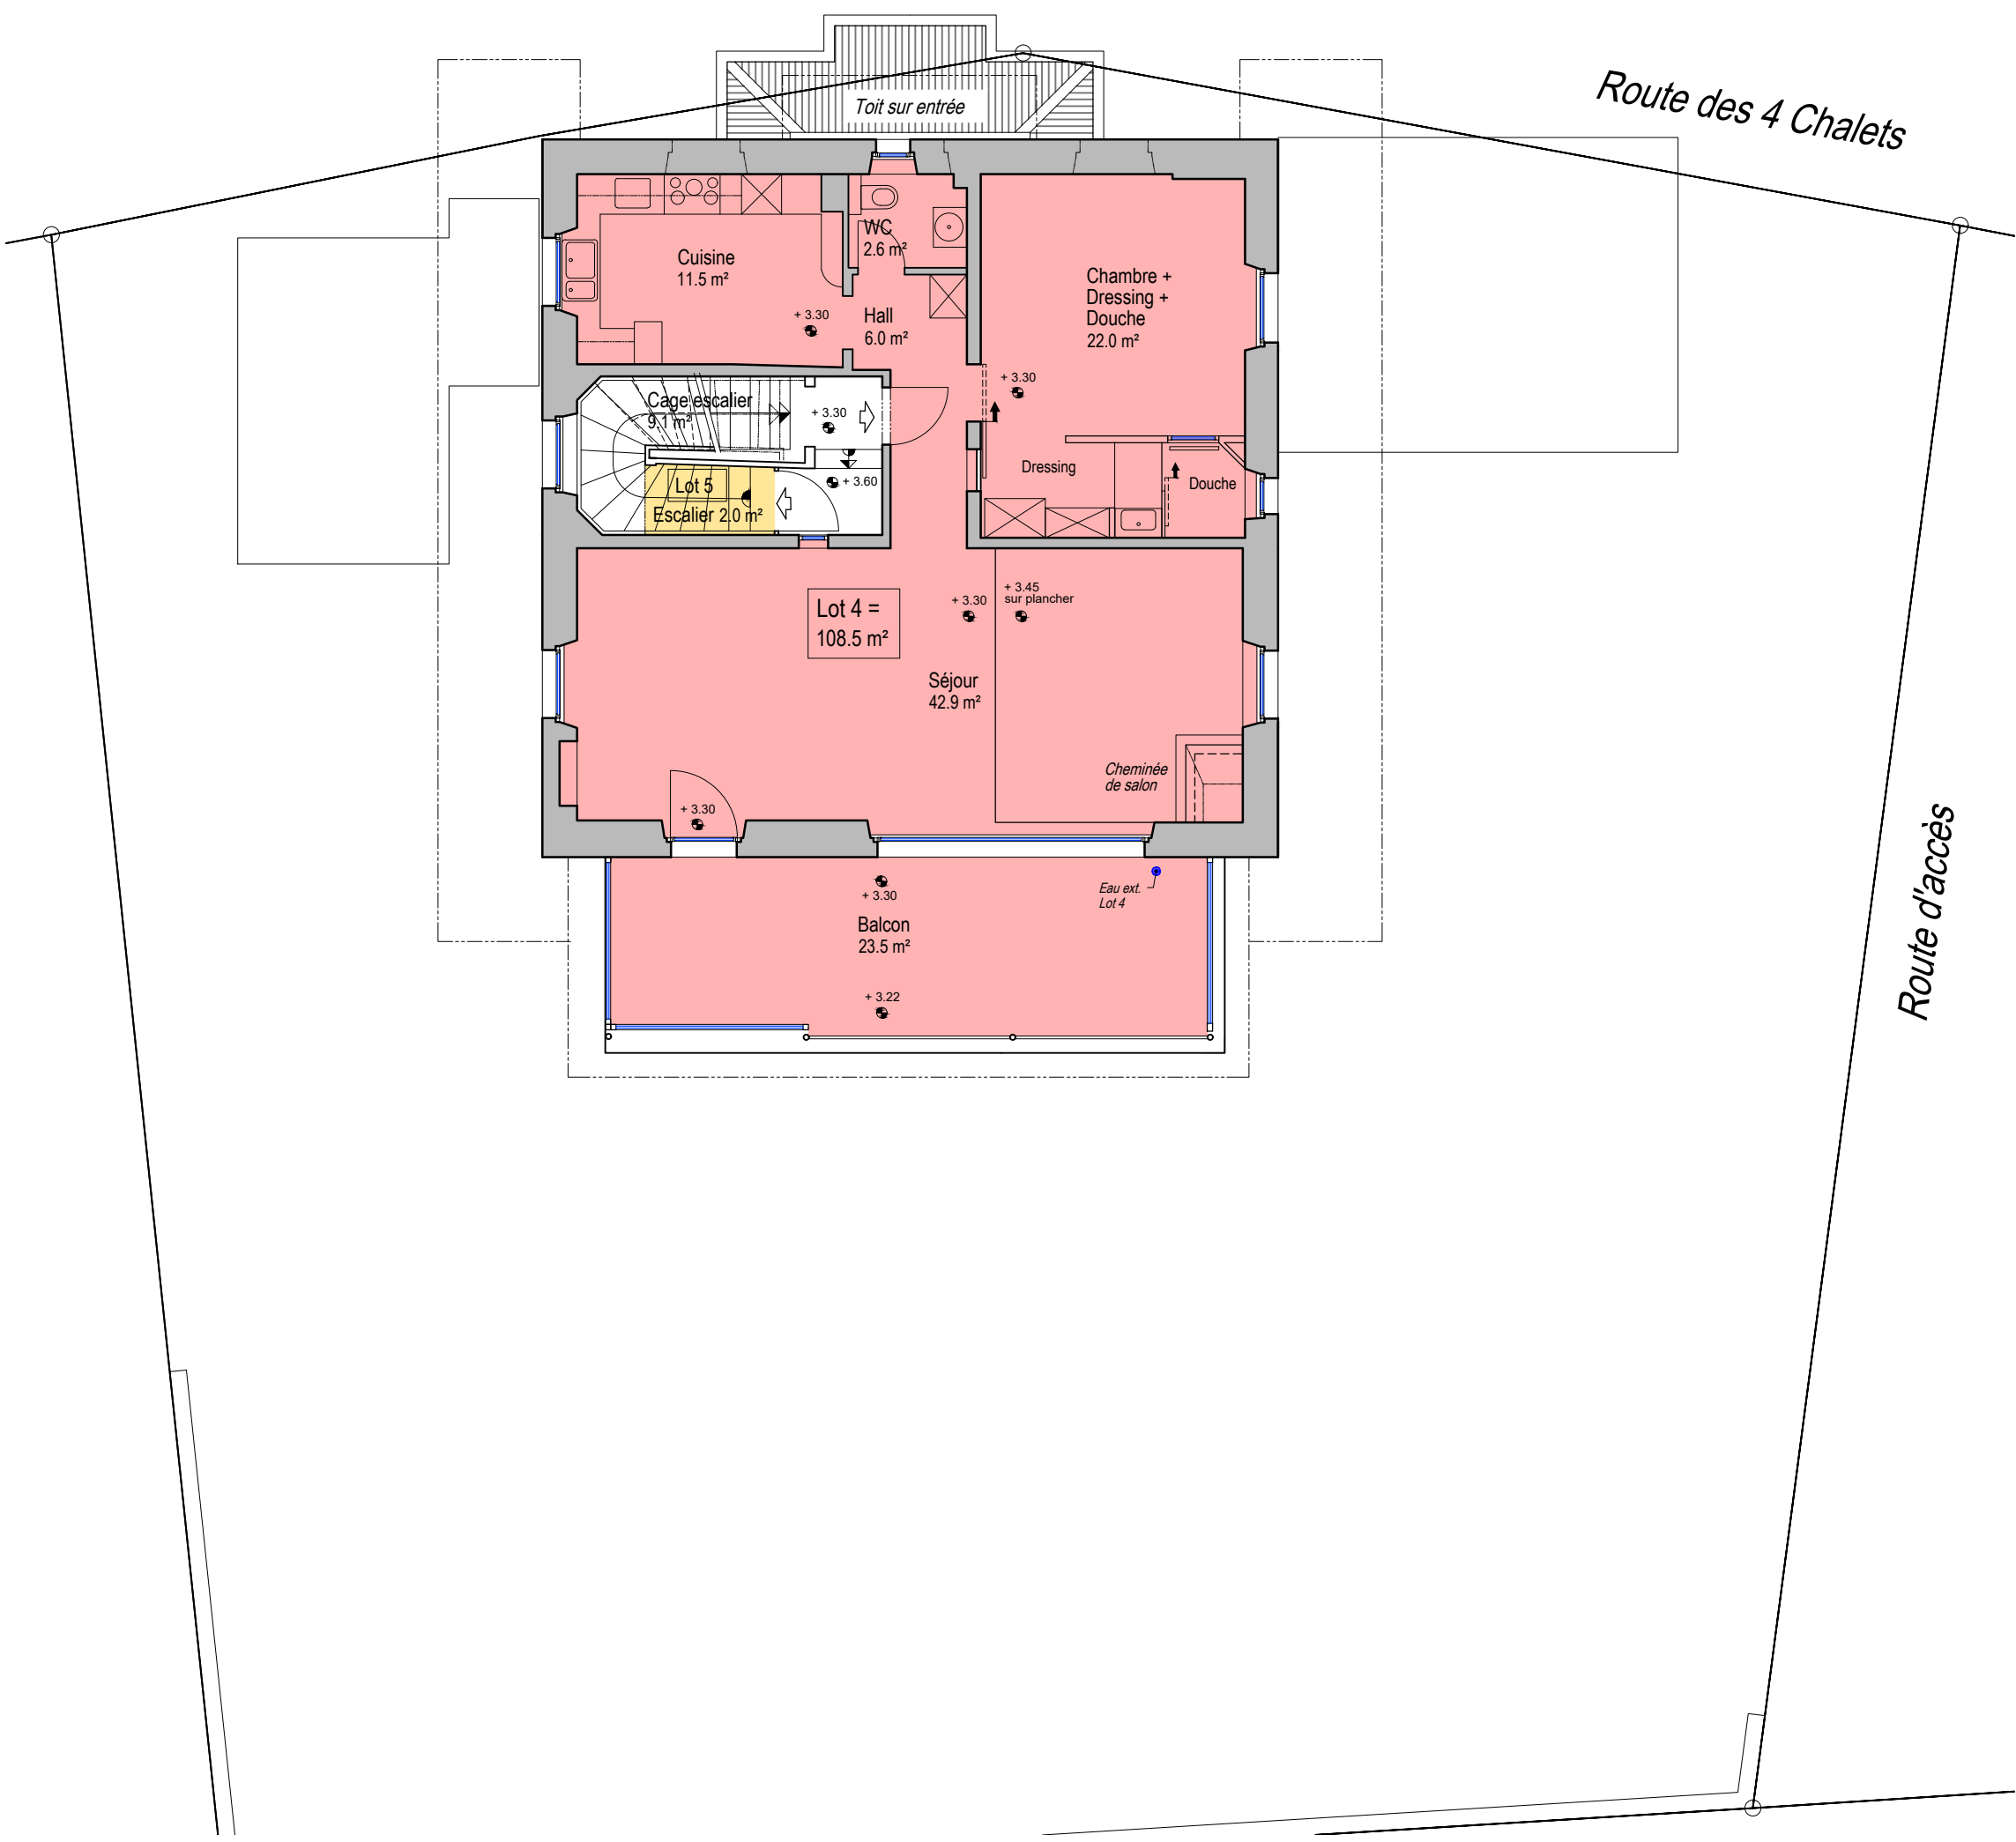 Route des 4 Chalets
Toit sur entrée
WC
2.6 m²
Cuisine
11.5 m²
Chambre +
Dressing +
Douche
22.0 m²
Hall
6.0 m²
+ 3.30
+ 3.30
Cage escalier
9.1 m²
+ 3.30
Dressing
Douche
+ 3.60
Lot 5
Escalier 2.0 m²
+ 3.45
sur plancher
+ 3.30
Lot 4 =
108.5 m²
Séjour
42.9 m²
Cheminée
de salon
+ 3.30
Eau ext.
Lot 4
+ 3.30
Balcon
23.5 m²
+ 3.22
Route d'accès